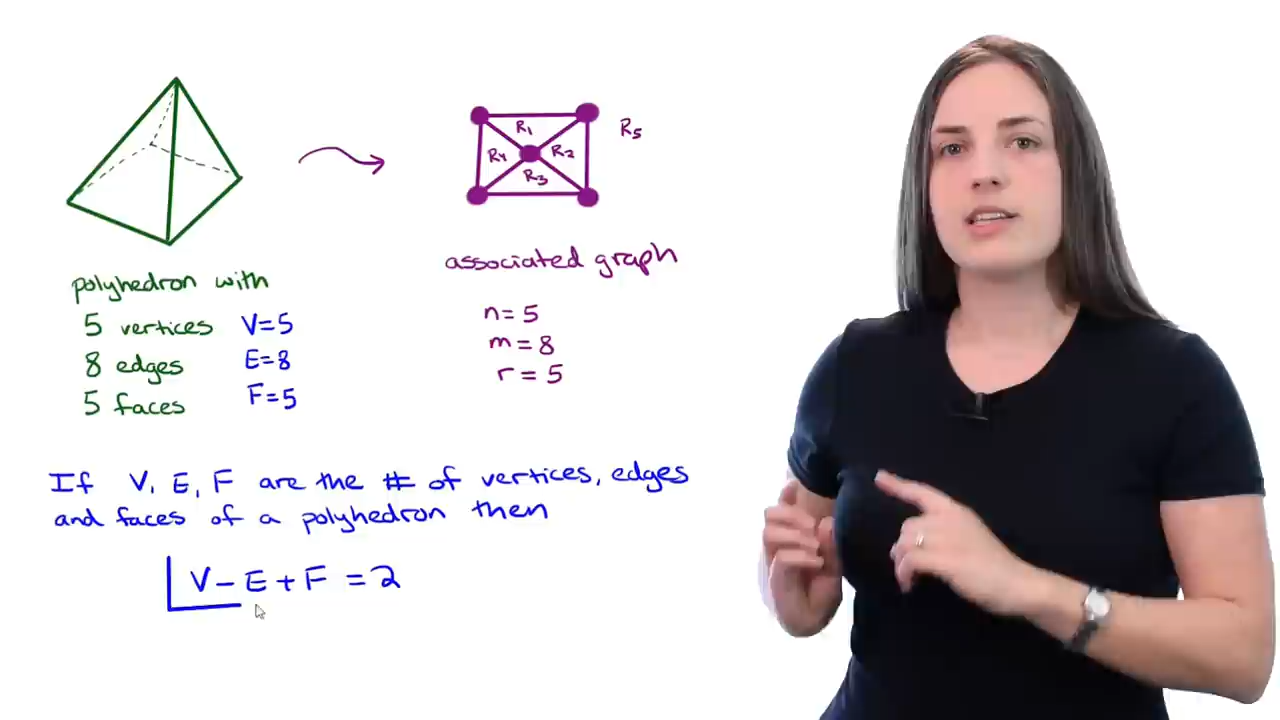 R₁
R₅
R₄
R₂
R₃
associated graph
polyhedron with
5 vertices V=5
8 edges E=8
5 faces F=5
n=5
m=8
r=5
If V, E, F are the # of vertices, edges
and faces of a polyhedron then
V-E+F=2